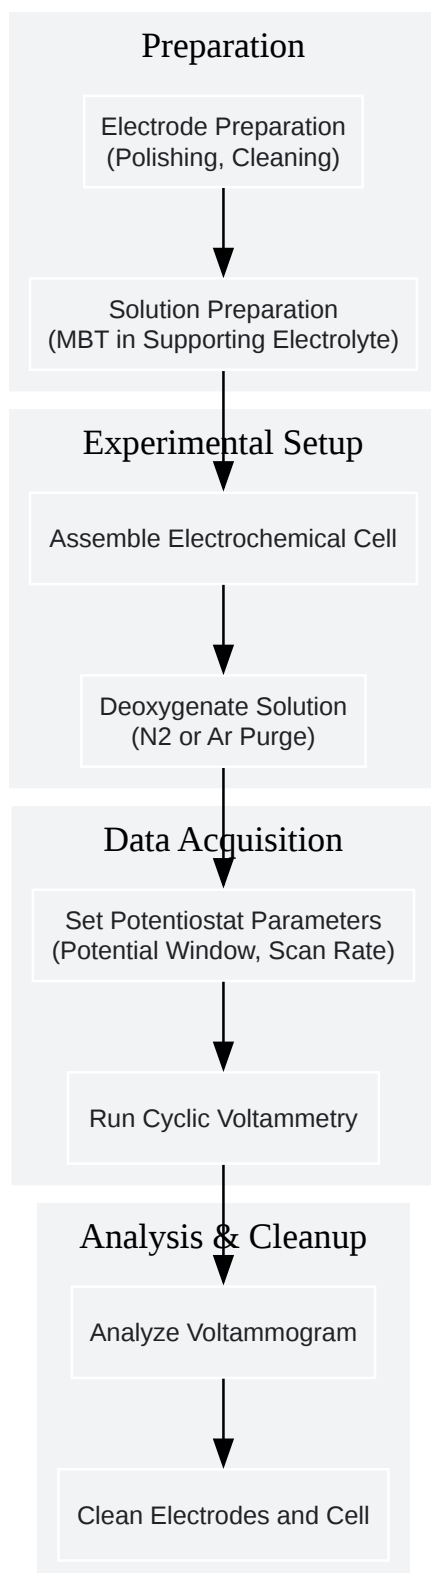 Preparation
Electrode Preparation
(Polishing, Cleaning)
Solution Preparation
(MBT in Supporting Electrolyte)
Experimental Setup
Assemble Electrochemical Cell
Deoxygenate Solution
(N2 or Ar Purge)
Data Acquisition
Set Potentiostat Parameters
(Potential Window, Scan Rate)
Run Cyclic Voltammetry
Analysis & Cleanup
Analyze Voltammogram
Clean Electrodes and Cell